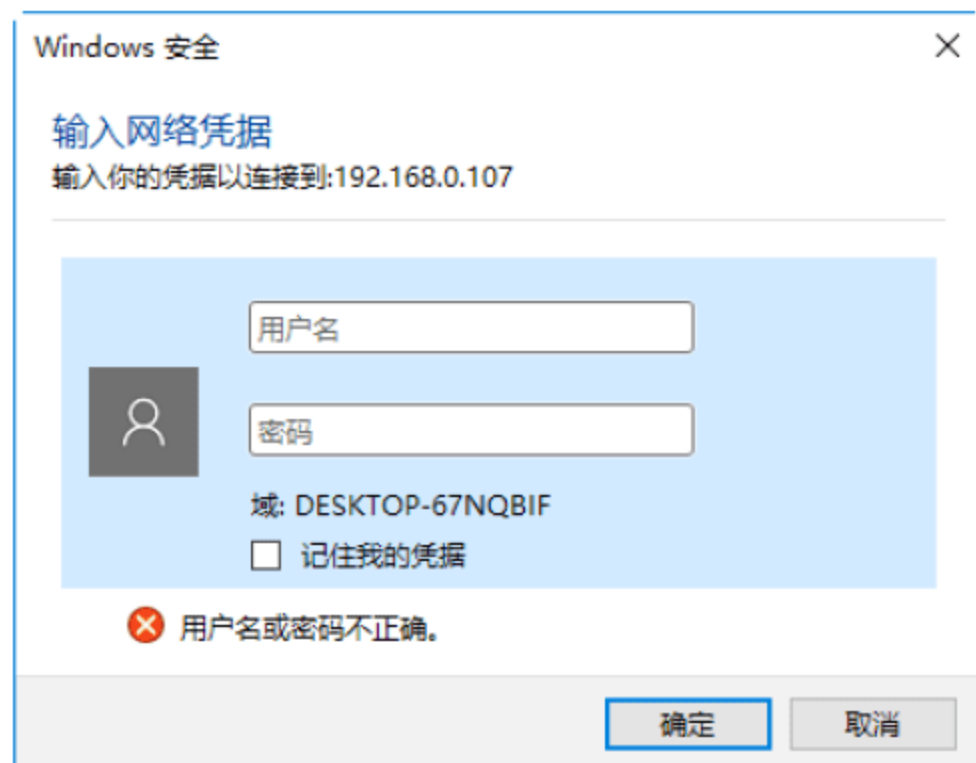 Windows 安全
输入网络凭据
输入你的凭据以连接到:192.168.0.107
用户名
密码
域: DESKTOP-67NQBIF
记住我的凭据
用户名或密码不正确。
确定
取消